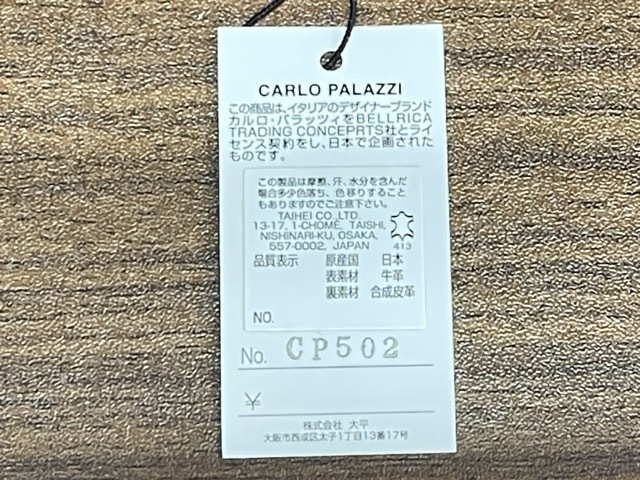 CARLO PALAZZI
この商品は、イタリアのデザイナーブランド
カルロ・パラッツィをBELLRICA
TRADING CONCEPRTS社とライ
センス契約をし、日本で企画された
ものです。
この製品は摩擦、汗、水分を含んだ
場合多少色落ち、色移りすること
もありますのでご注意下さい。
TAIHEI CO.,LTD.
13-17, 1-CHOME, TAISHI,
NISHINARI-KU, OSAKA,
557-0002, JAPAN
413
品質表示 原産国 日本
表素材 牛革
裏素材 合成皮革
NO.
No. CP502
¥
株式会社 大平
大阪市西成区太子1丁目13番17号